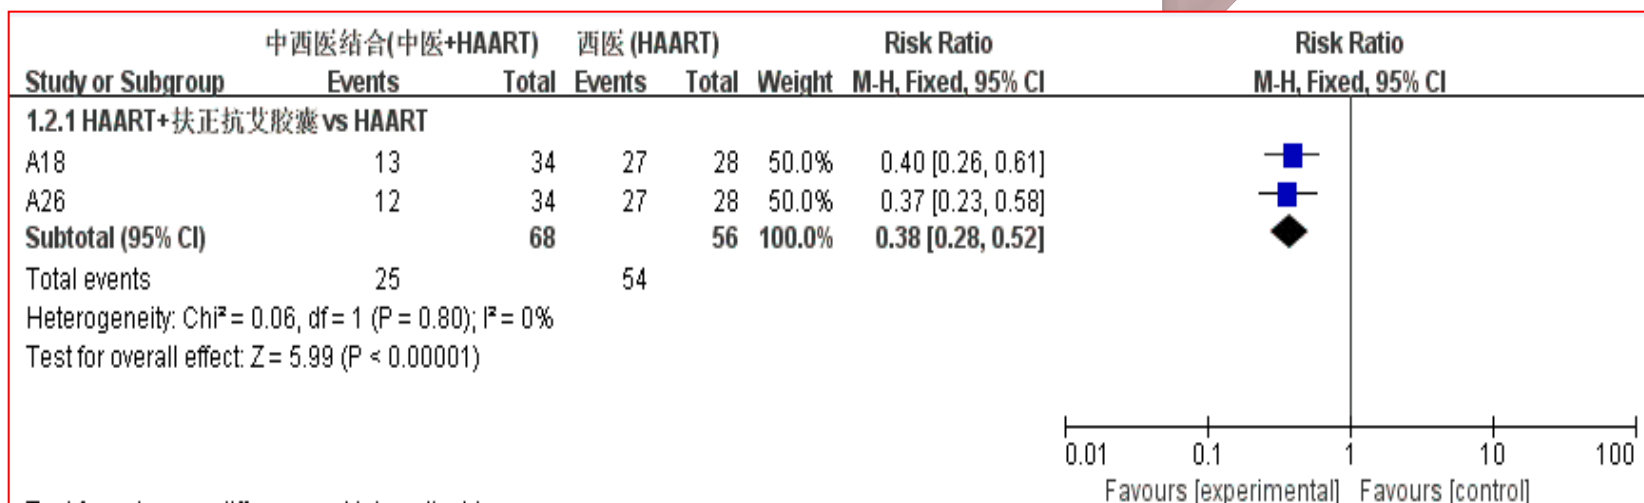 中西医结合(中医+HAART) 西医 (HAART) Risk Ratio Risk Ratio
Study or Subgroup Events Total Events Total Weight M-H, Fixed, 95% CI M-H, Fixed, 95% CI
1.2.1 HAART+扶正抗艾胶囊 vs HAART
A18 13 34 27 28 50.0% 0.40 [0.26, 0.61]
A26 12 34 27 28 50.0% 0.37 [0.23, 0.58]
Subtotal (95% CI) 68 56 100.0% 0.38 [0.28, 0.52]
Total events 25 54
Heterogeneity: Chi² = 0.06, df = 1 (P = 0.80); I² = 0%
Test for overall effect: Z = 5.99 (P < 0.00001)
0.01 0.1 1 10 100
Favours [experimental] Favours [control]